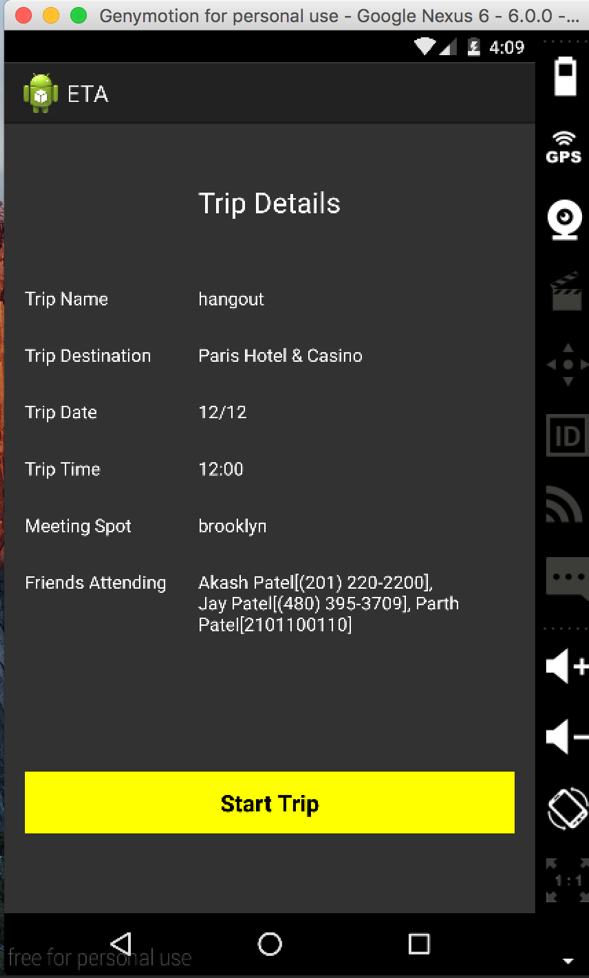 Genymotion for personal use - Google Nexus 6 - 6.0.0 -...
4:09
ETA
GPS
Trip Details
Trip Name hangout
Trip Destination Paris Hotel & Casino
Trip Date 12/12
Trip Time 12:00
ID
Meeting Spot brooklyn
Friends Attending Akash Patel[(201) 220-2200],
Jay Patel[(480) 395-3709], Parth
Patel[2101100110]
Start Trip
1:1
free for personal use